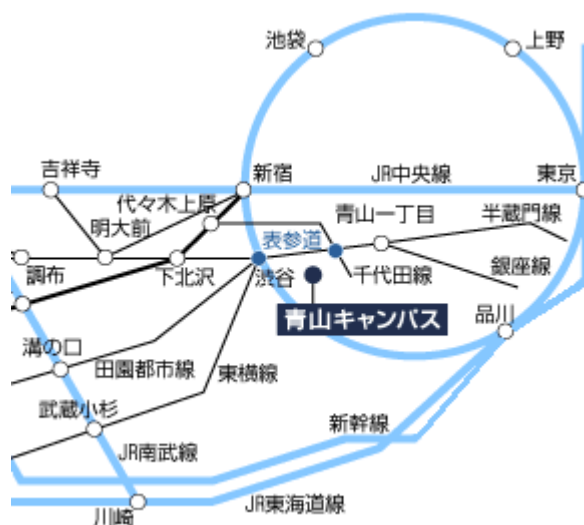 池袋
上野
吉祥寺
新宿
JR中央線
東京
代々木上原
明大前
表参道
青山一丁目
半蔵門線
調布
下北沢
渋谷
千代田線
銀座線
青山キャンパス
品川
溝の口
田園都市線
東横線
武蔵小杉
新幹線
JR南武線
JR東海道線
川崎